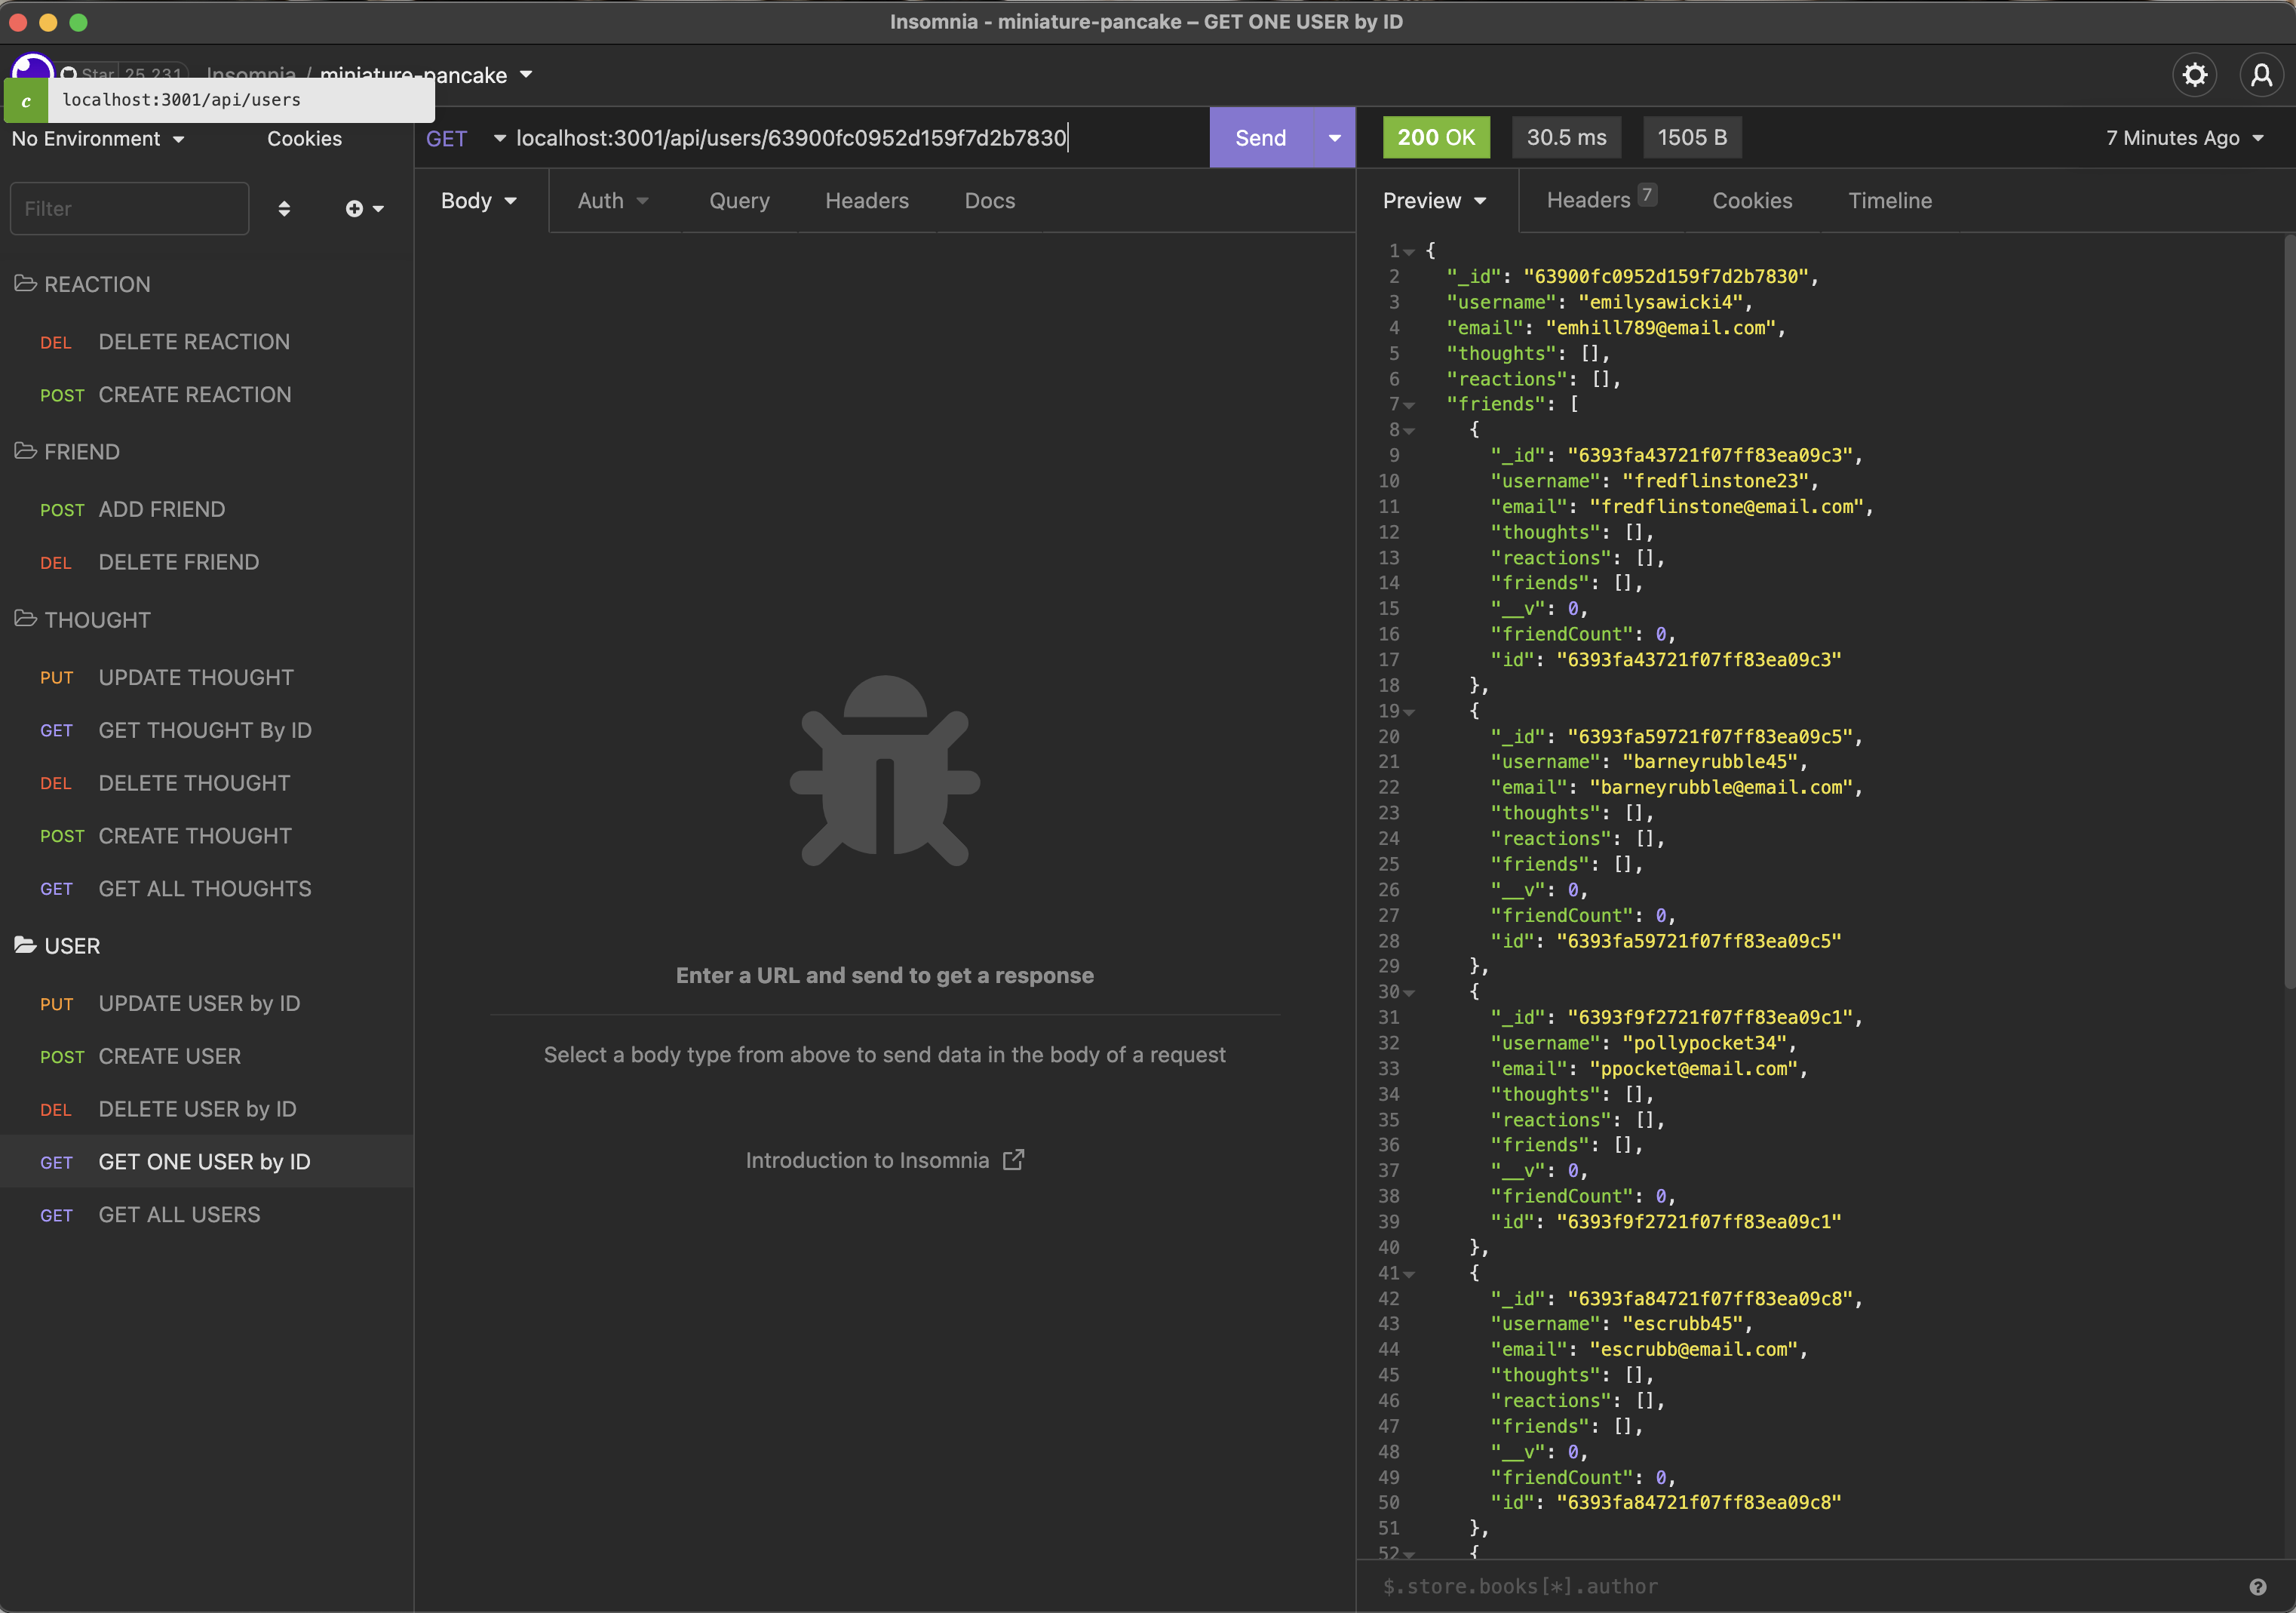 Insomnia - miniature-pancake – GET ONE USER by ID
Star 25,231 Insomnia / miniature-pancake
c localhost:3001/api/users
No Environment Cookies
GET localhost:3001/api/users/63900fc0952d159f7d2b7830 Send
200 OK 30.5 ms 1505 B 7 Minutes Ago
Filter
Body Auth Query Headers Docs
Preview Headers 7 Cookies Timeline
REACTION
DEL DELETE REACTION
POST CREATE REACTION
FRIEND
POST ADD FRIEND
DEL DELETE FRIEND
THOUGHT
PUT UPDATE THOUGHT
GET GET THOUGHT By ID
DEL DELETE THOUGHT
POST CREATE THOUGHT
GET GET ALL THOUGHTS
USER
PUT UPDATE USER by ID
POST CREATE USER
DEL DELETE USER by ID
GET GET ONE USER by ID
GET GET ALL USERS
Enter a URL and send to get a response
Select a body type from above to send data in the body of a request
Introduction to Insomnia
1 {
2 "_id": "63900fc0952d159f7d2b7830",
3 "username": "emilysawicki4",
4 "email": "emhill789@email.com",
5 "thoughts": [],
6 "reactions": [],
7 "friends": [
8 {
9 "_id": "6393fa43721f07ff83ea09c3",
10 "username": "fredflinstone23",
11 "email": "fredflinstone@email.com",
12 "thoughts": [],
13 "reactions": [],
14 "friends": [],
15 "__v": 0,
16 "friendCount": 0,
17 "id": "6393fa43721f07ff83ea09c3"
18 },
19 {
20 "_id": "6393fa59721f07ff83ea09c5",
21 "username": "barneyrubble45",
22 "email": "barneyrubble@email.com",
23 "thoughts": [],
24 "reactions": [],
25 "friends": [],
26 "__v": 0,
27 "friendCount": 0,
28 "id": "6393fa59721f07ff83ea09c5"
29 },
30 {
31 "_id": "6393f9f2721f07ff83ea09c1",
32 "username": "pollypocket34",
33 "email": "ppocket@email.com",
34 "thoughts": [],
35 "reactions": [],
36 "friends": [],
37 "__v": 0,
38 "friendCount": 0,
39 "id": "6393f9f2721f07ff83ea09c1"
40 },
41 {
42 "_id": "6393fa84721f07ff83ea09c8",
43 "username": "escrubb45",
44 "email": "escrubb@email.com",
45 "thoughts": [],
46 "reactions": [],
47 "friends": [],
48 "__v": 0,
49 "friendCount": 0,
50 "id": "6393fa84721f07ff83ea09c8"
51 },
52 {
$.store.books[*].author